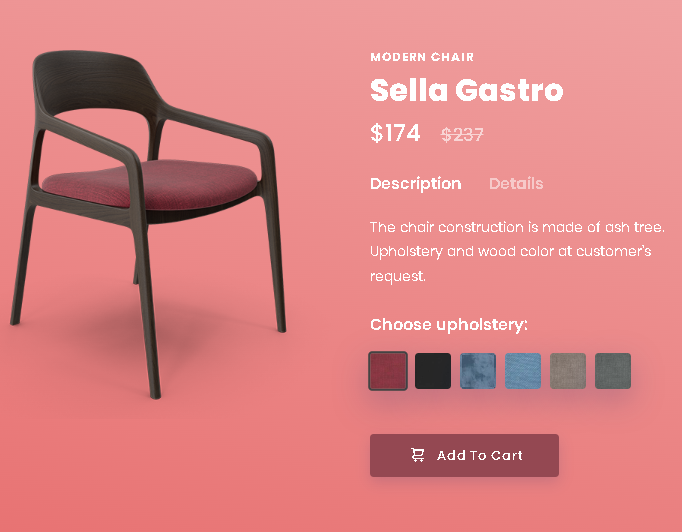 MODERN CHAIR
Sella Gastro
$174 $237
Description Details
The chair construction is made of ash tree.
Upholstery and wood color at customer's
request.
Choose upholstery:
Add To Cart